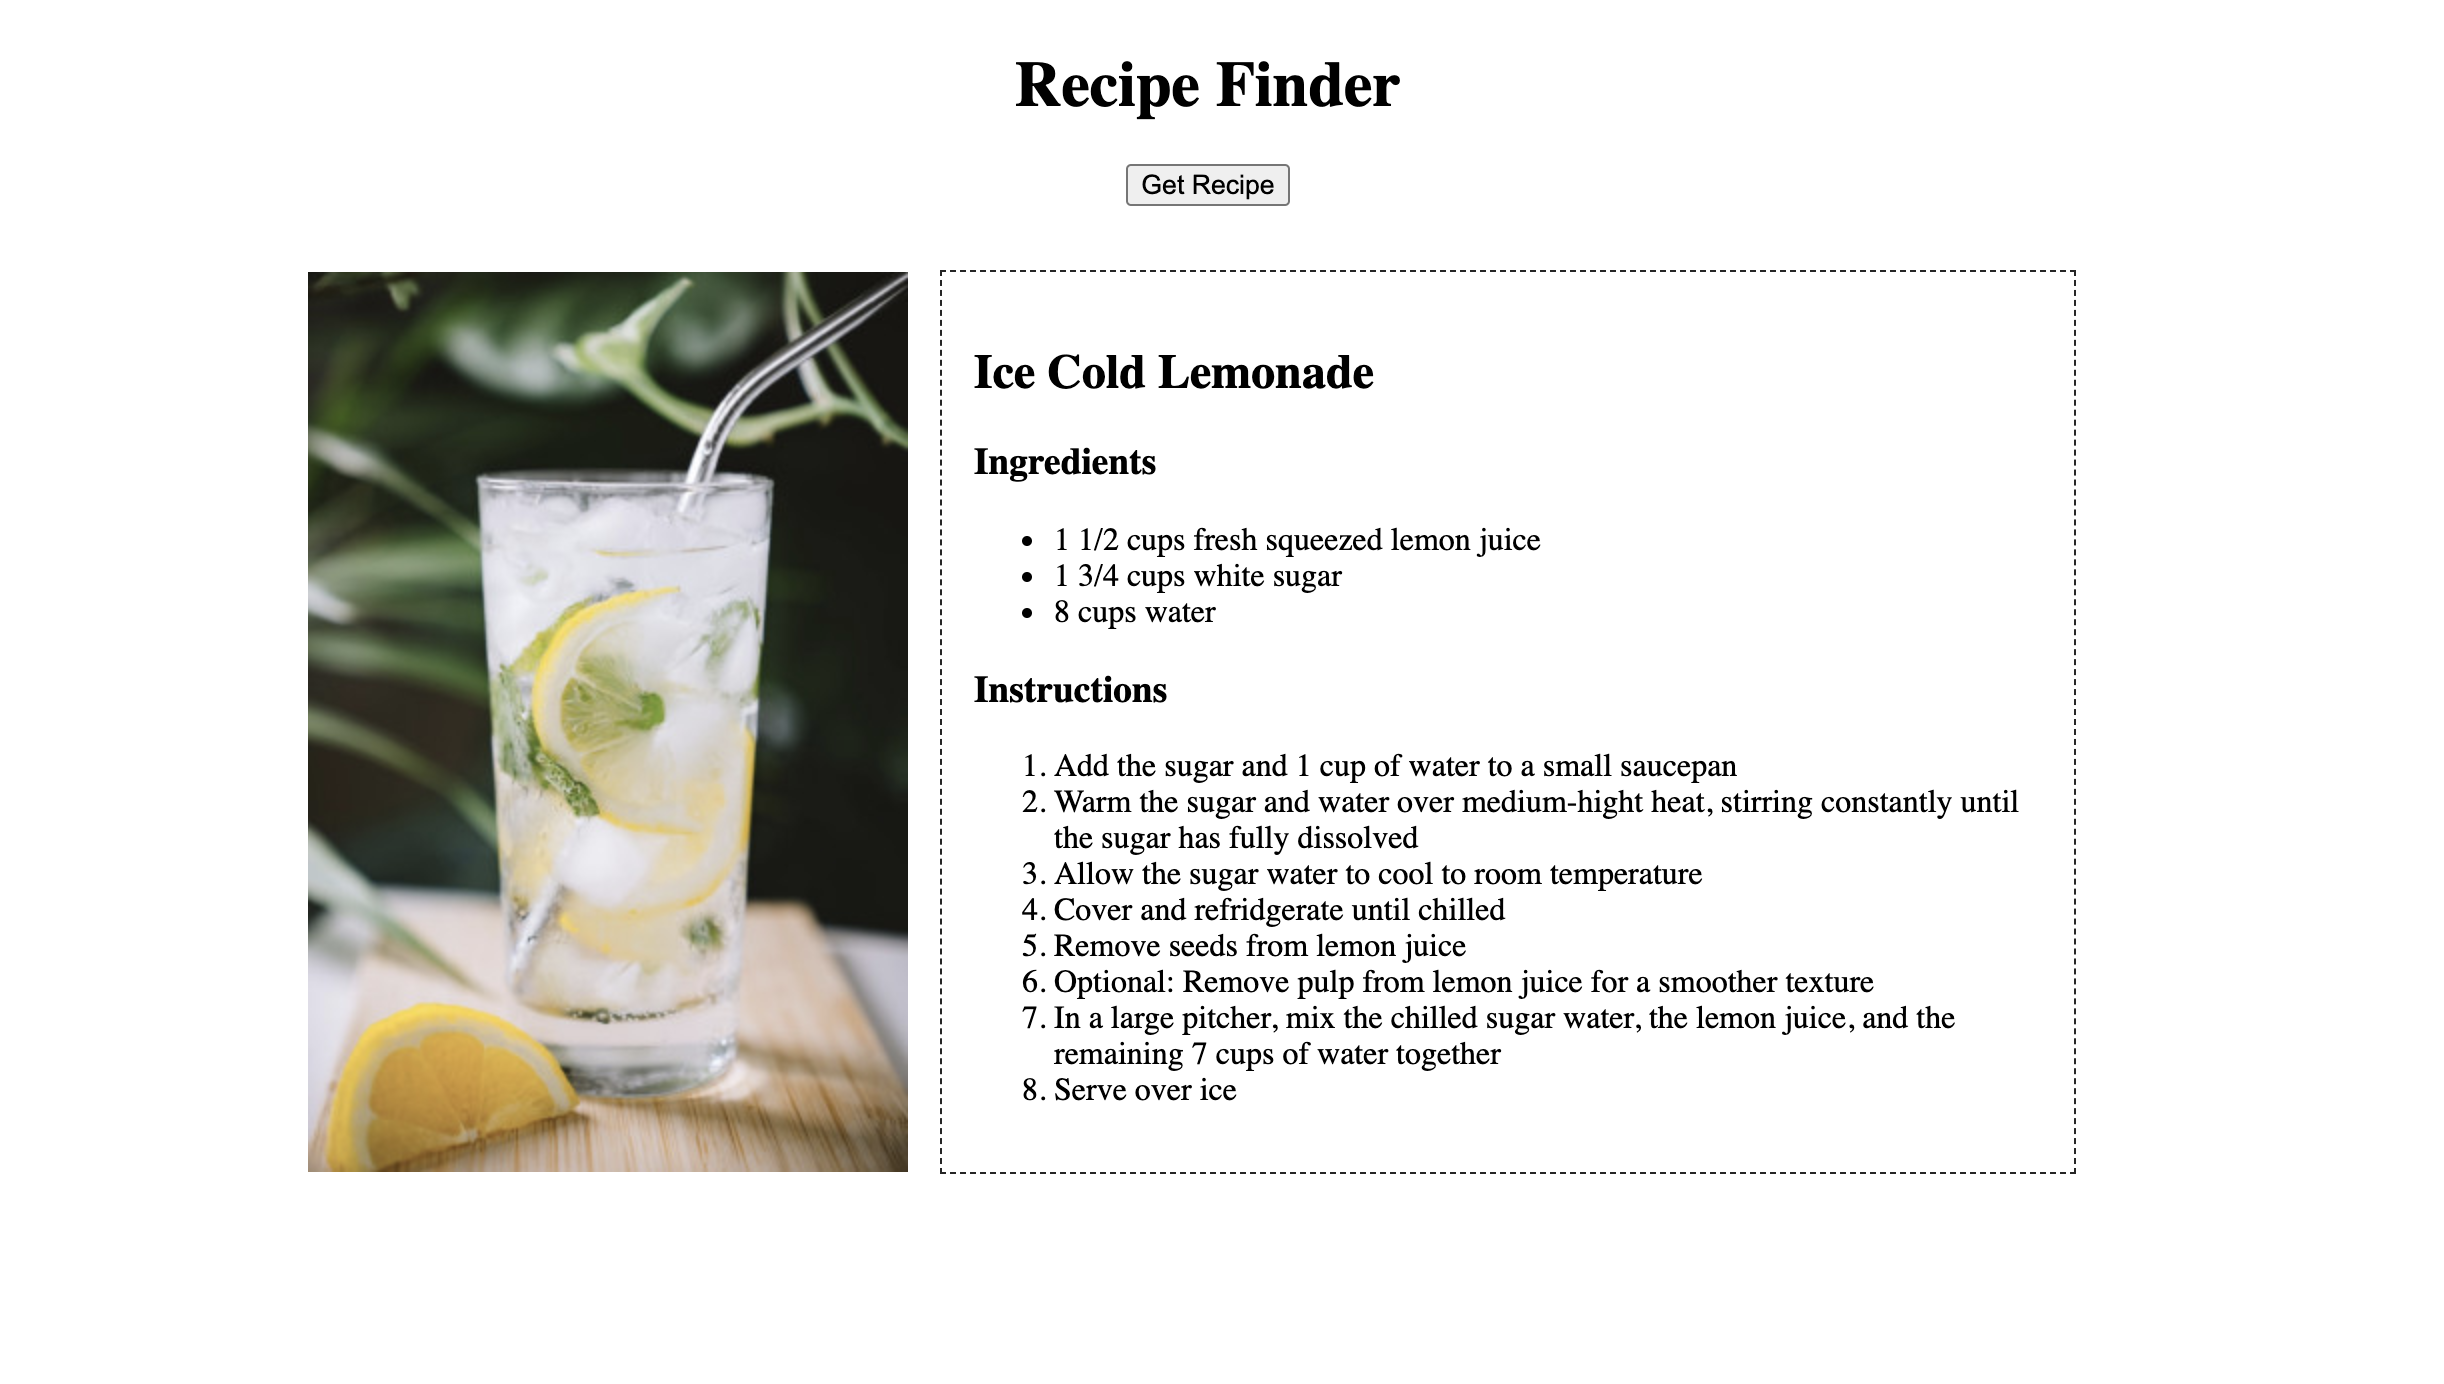 Recipe Finder
Get Recipe
Ice Cold Lemonade
Ingredients
• 1 1/2 cups fresh squeezed lemon juice
• 1 3/4 cups white sugar
• 8 cups water
Instructions
1. Add the sugar and 1 cup of water to a small saucepan
2. Warm the sugar and water over medium-hight heat, stirring constantly until
the sugar has fully dissolved
3. Allow the sugar water to cool to room temperature
4. Cover and refridgerate until chilled
5. Remove seeds from lemon juice
6. Optional: Remove pulp from lemon juice for a smoother texture
7. In a large pitcher, mix the chilled sugar water, the lemon juice, and the
remaining 7 cups of water together
8. Serve over ice